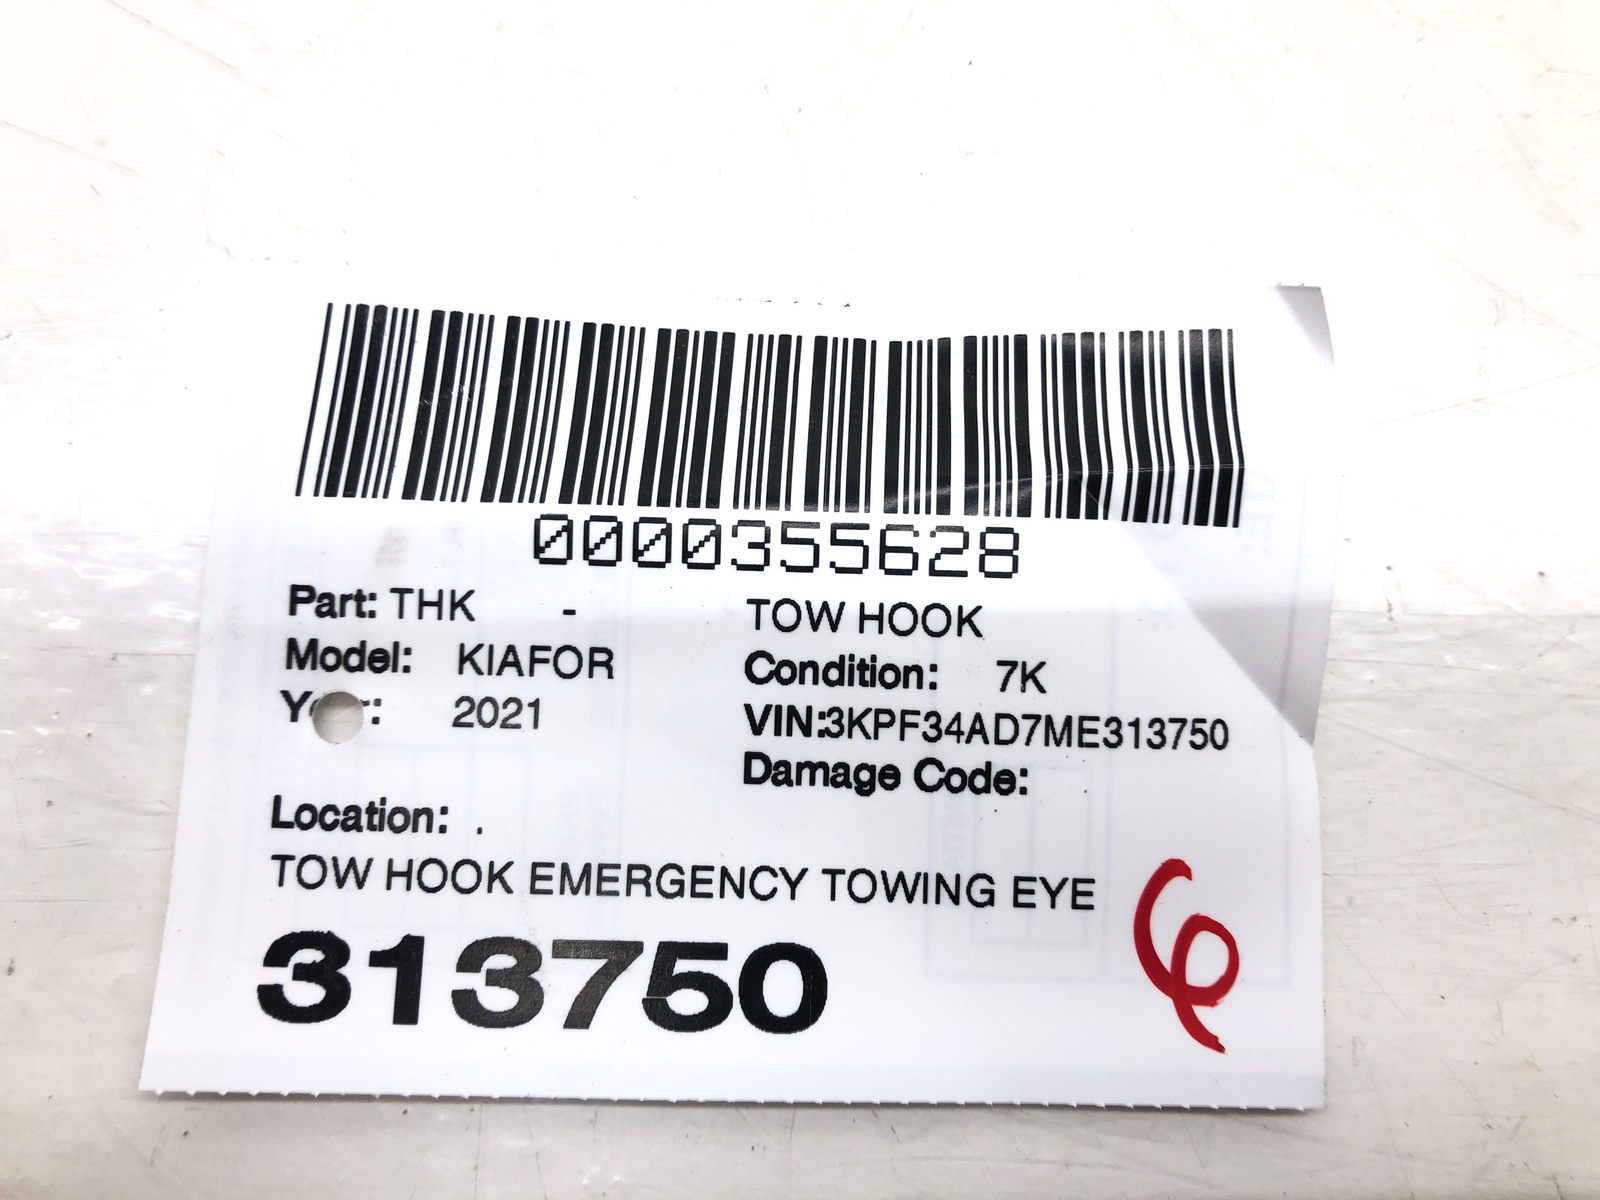 0000355628
Part: THK - TOW HOOK
Model: KIAFOR Condition: 7K
2021 VIN:3KPF34AD7ME313750
Damage Code:
Location: .
TOW HOOK EMERGENCY TOWING EYE
313750